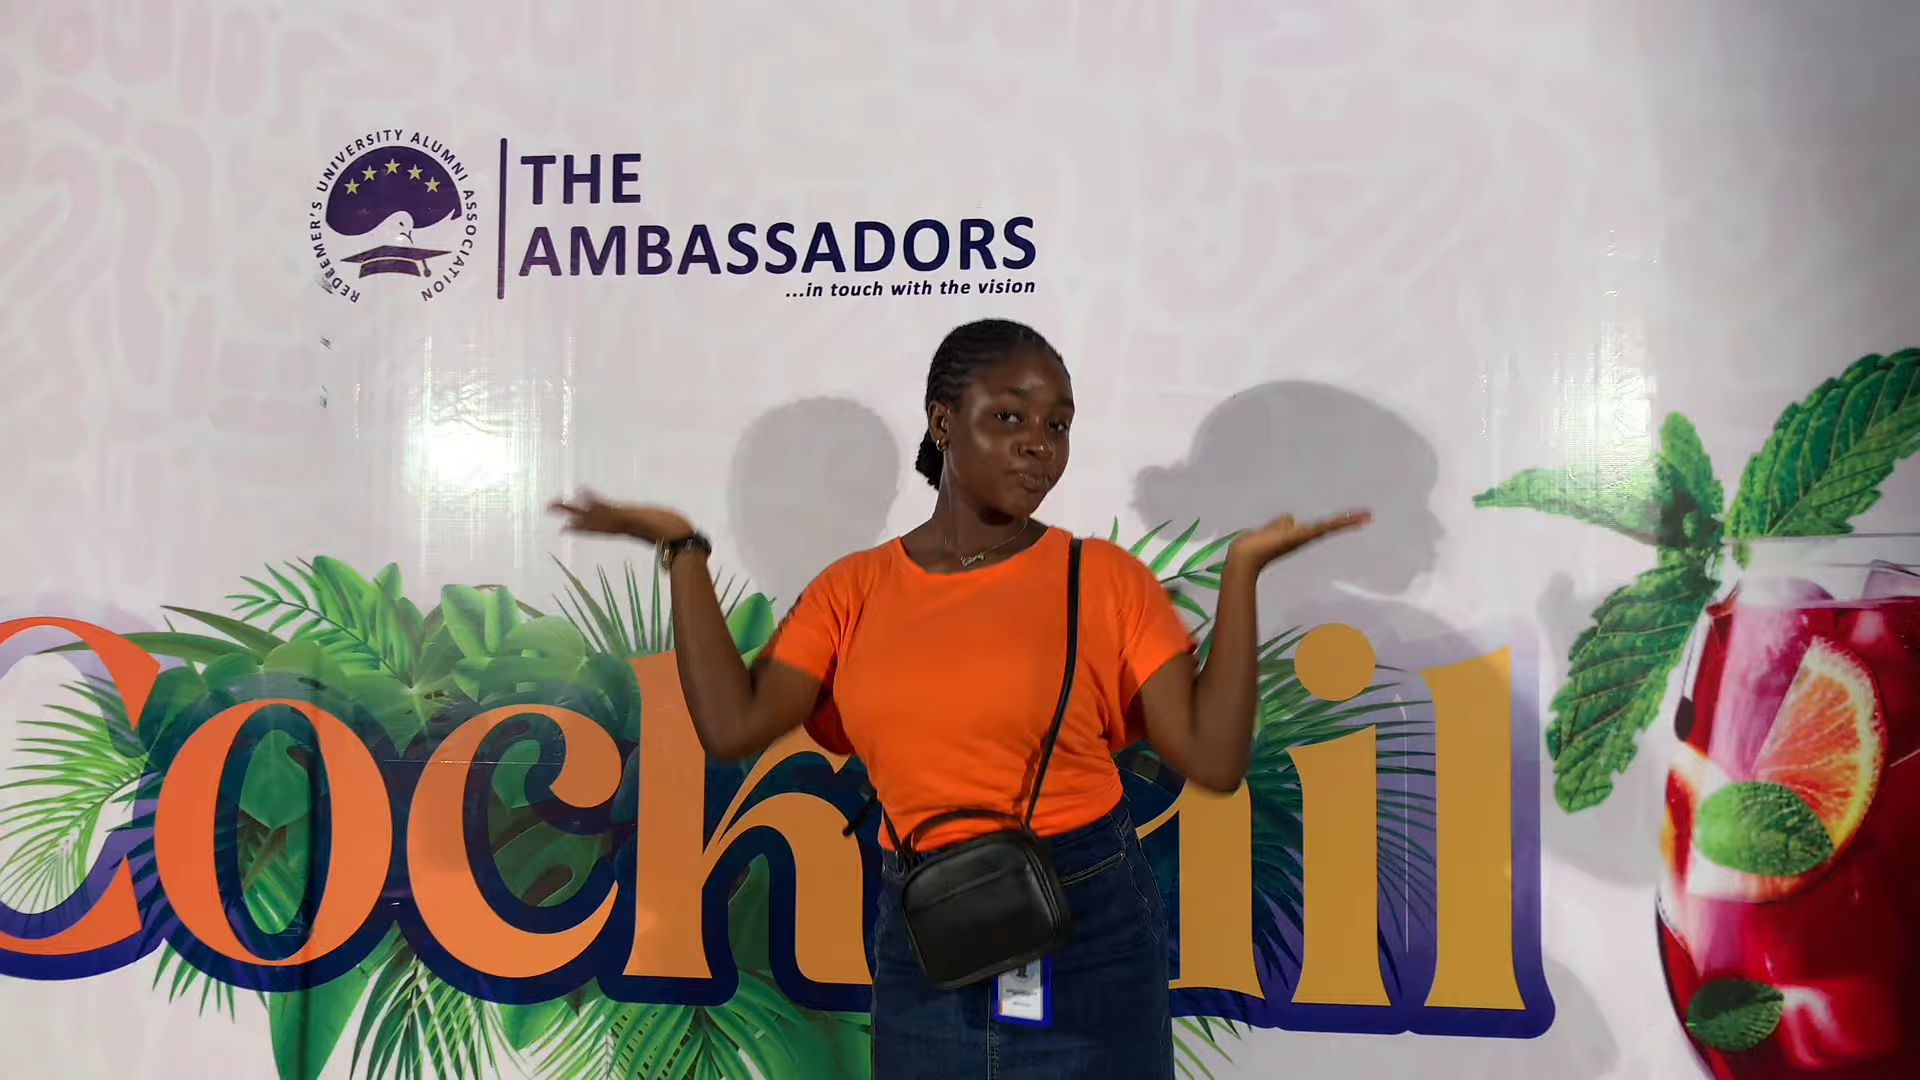 REDEEMER'S UNIVERSITY ALUMNI ASSOCIATION
THE
AMBASSADORS
...in touch with the vision